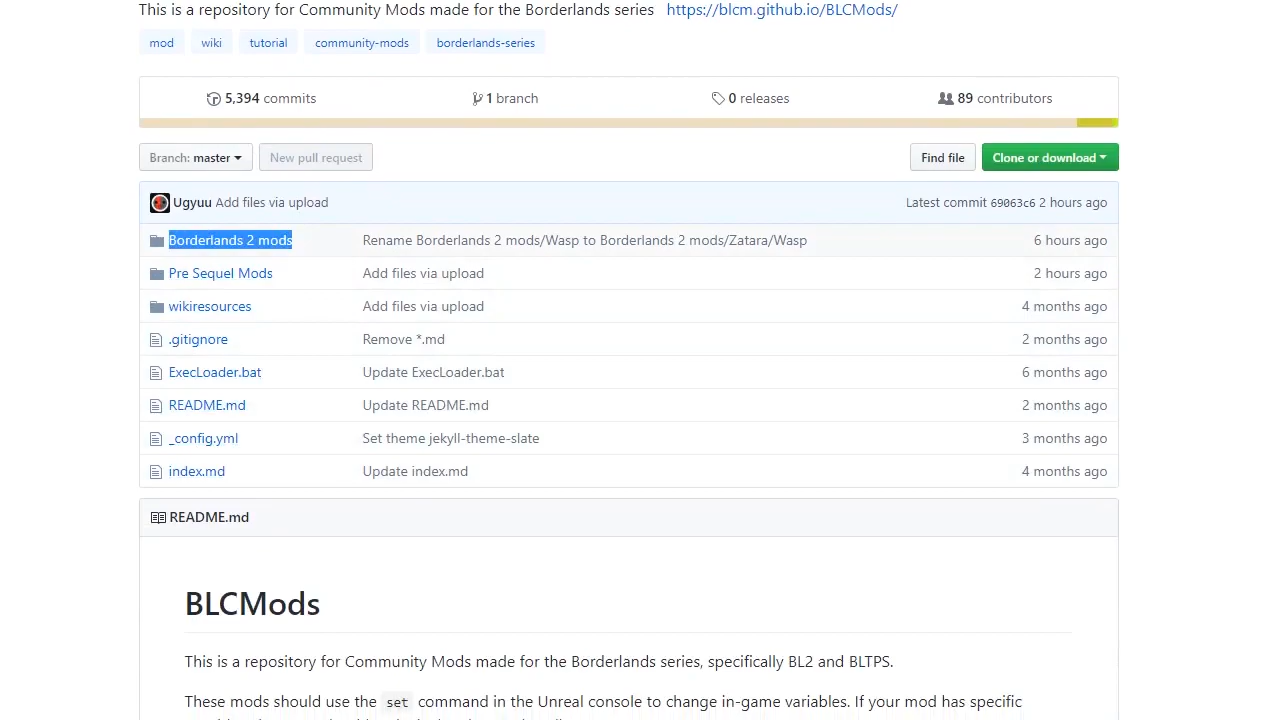 This is a repository for Community Mods made for the Borderlands series https://blcm.github.io/BLCMods/
mod wiki tutorial community-mods borderlands-series
5,394 commits 1 branch 0 releases 89 contributors
Branch: master New pull request Find file Clone or download
Ugyuu Add files via upload Latest commit 69063c6 2 hours ago
Borderlands 2 mods Rename Borderlands 2 mods/Wasp to Borderlands 2 mods/Zatara/Wasp 6 hours ago
Pre Sequel Mods Add files via upload 2 hours ago
wikiresources Add files via upload 4 months ago
.gitignore Remove *.md 2 months ago
ExecLoader.bat Update ExecLoader.bat 6 months ago
README.md Update README.md 2 months ago
_config.yml Set theme jekyll-theme-slate 3 months ago
index.md Update index.md 4 months ago
README.md
BLCMods
This is a repository for Community Mods made for the Borderlands series, specifically BL2 and BLTPS.
These mods should use the set command in the Unreal console to change in-game variables. If your mod has specific